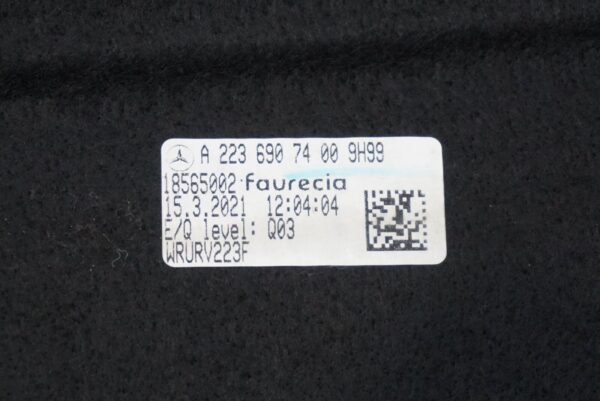 A 223 690 74 00 9H99
18565002 faurecia
15.3.2021 12:04:04
E/Q level: Q03
WRURV223F